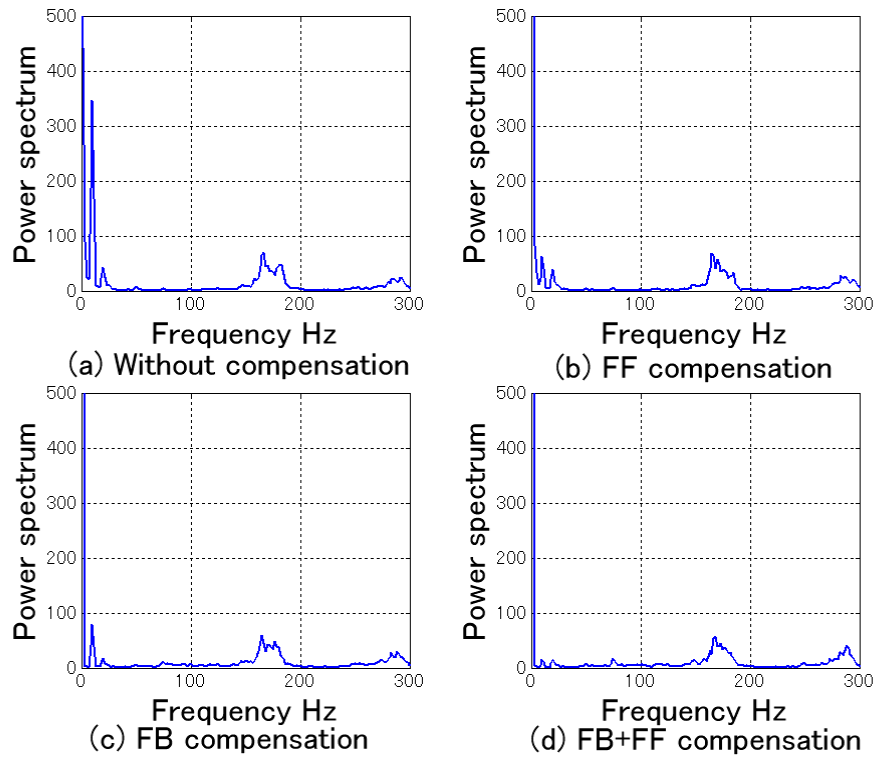 Power spectrum
500
400
300
200
100
0
0 100 200 300
Frequency Hz
(a) Without compensation
Power spectrum
500
400
300
200
100
0
0 100 200 300
Frequency Hz
(b) FF compensation
Power spectrum
500
400
300
200
100
0
0 100 200 300
Frequency Hz
(c) FB compensation
Power spectrum
500
400
300
200
100
0
0 100 200 300
Frequency Hz
(d) FB+FF compensation